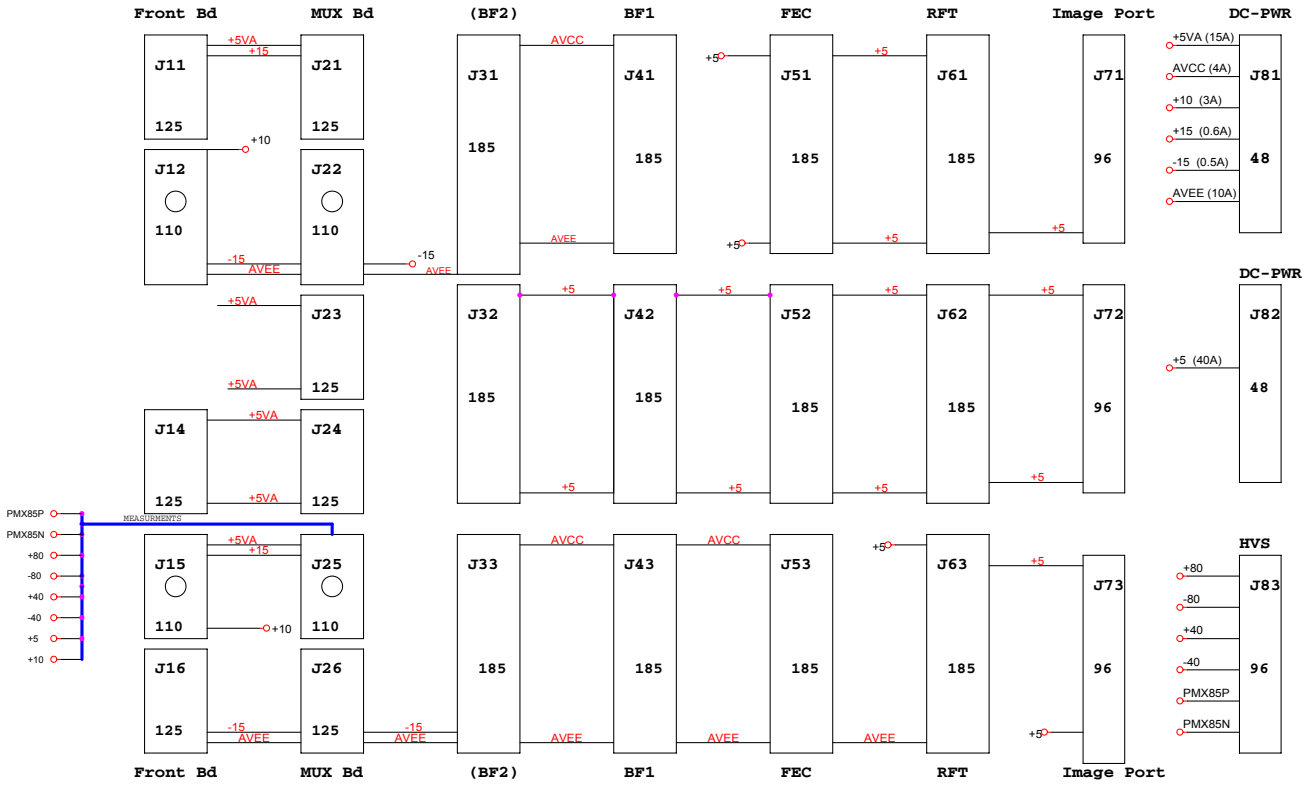 Front Bd MUX Bd (BF2) BF1 FEC RFT Image Port DC-PWR
+5VA AVCC +5VA (15A)
+15 +5 +5
J11 J21 J31 J41 J51 J61 J71 AVCC (4A) J81
+10 (3A)
125 125 +15 (0.6A)
+10 185
J12 J22 185 185 185 96 -15 (0.5A) 48
AVEE (10A)
110 110 +5
AVEE +5 +5
-15 -15
AVEE AVEE
DC-PWR
+5VA +5 +5 +5 +5 +5
J23 J32 J42 J52 J62 J72 J82
+5 (40A)
+5VA 125 48
185 185
+5VA 185 185 96
J14 J24
+5 +5
125 +5VA 125 +5 +5 +5
PMX85P
MEASURMENTS
PMX85N
+5VA AVCC AVCC +5 HVS
+80 +15 +5 +80
J15 J25 J33 J43 J53 J63 J73 J83
-80
+40 -80
-40
110 +10 110 +40
+5
+10 J16 J26 185 185 185 185 96 -40 96
PMX85P
125 -15 125 -15 PMX85N
AVEE AVEE AVEE AVEE AVEE +5
Front Bd MUX Bd (BF2) BF1 FEC RFT Image Port